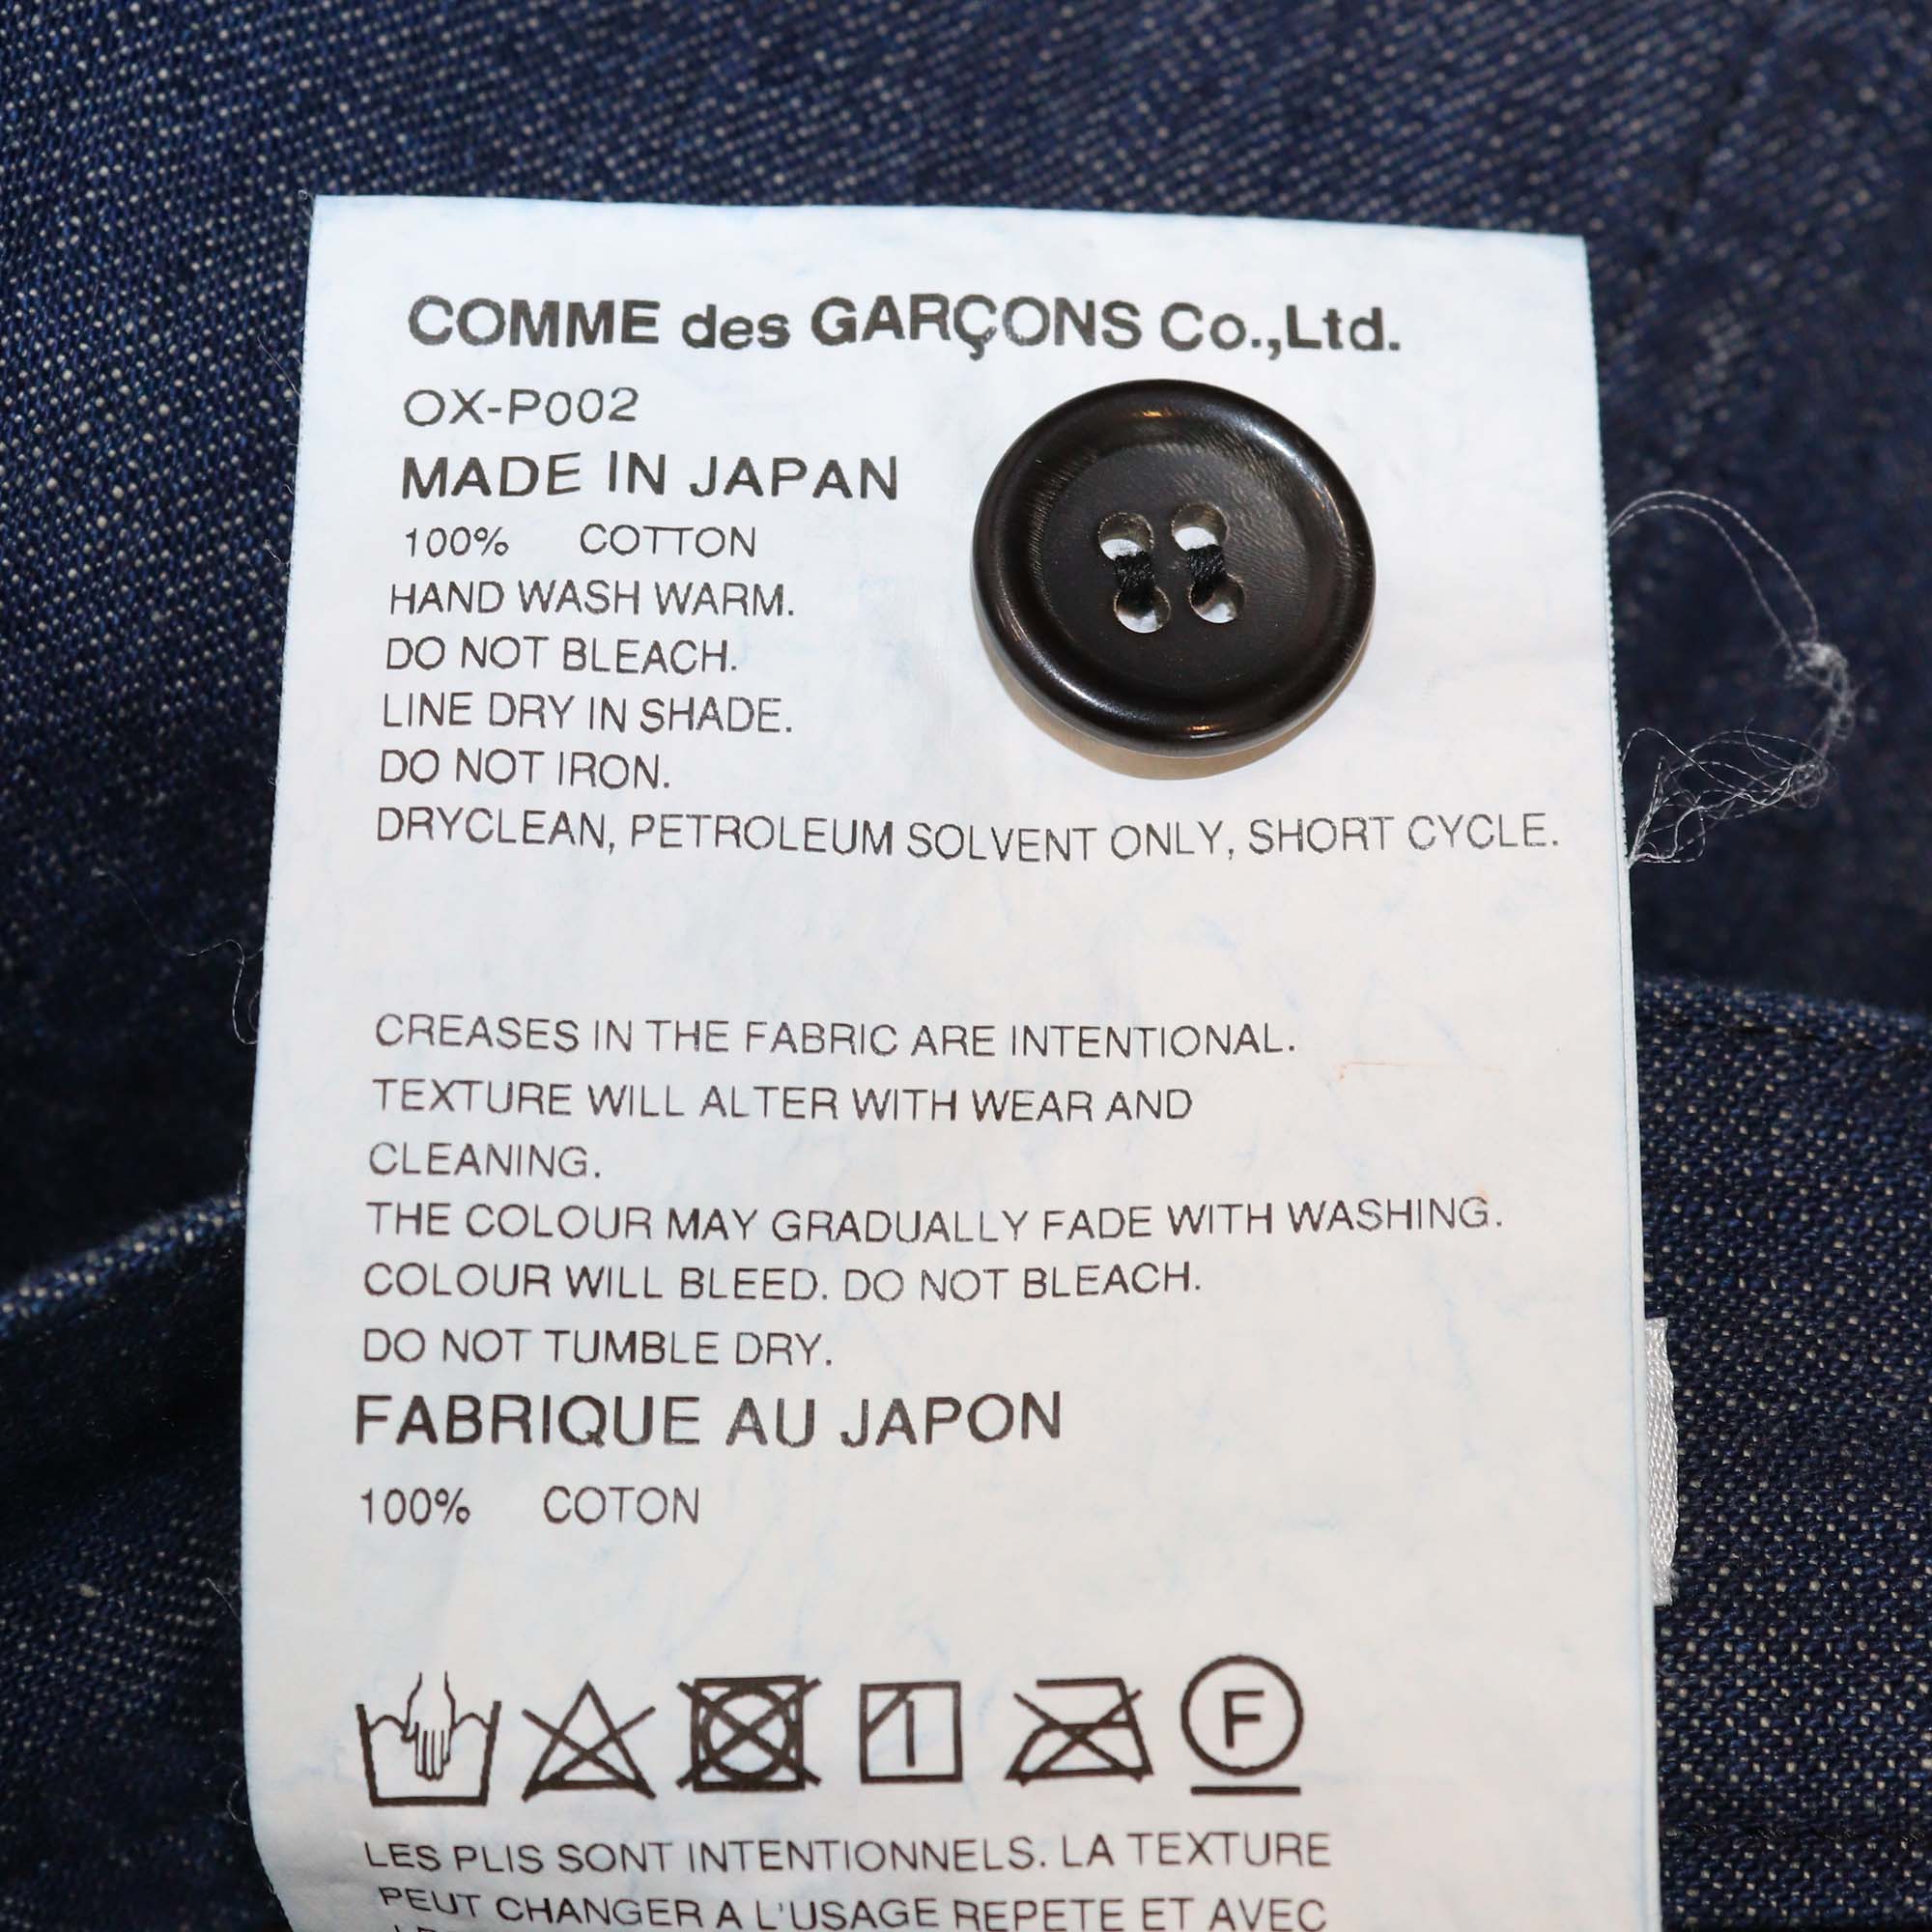 COMME des GARÇONS Co.,Ltd.
OX-P002
MADE IN JAPAN
100% COTTON
HAND WASH WARM.
DO NOT BLEACH.
LINE DRY IN SHADE.
DO NOT IRON.
DRYCLEAN, PETROLEUM SOLVENT ONLY, SHORT CYCLE.
CREASES IN THE FABRIC ARE INTENTIONAL.
TEXTURE WILL ALTER WITH WEAR AND
CLEANING.
THE COLOUR MAY GRADUALLY FADE WITH WASHING.
COLOUR WILL BLEED. DO NOT BLEACH.
DO NOT TUMBLE DRY.
FABRIQUE AU JAPON
100% COTON
F
LES PLIS SONT INTENTIONNELS. LA TEXTURE
PEUT CHANGER A L'USAGE REPETE ET AVEC